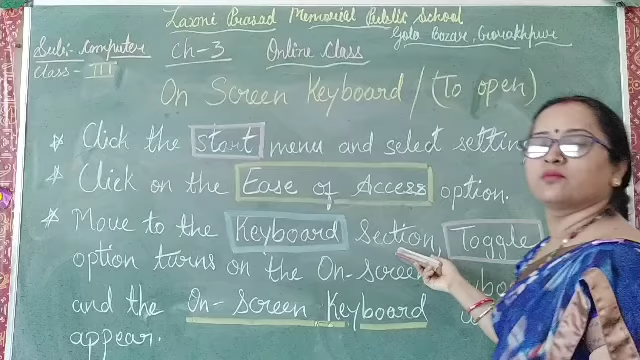 Laxmi Prasad Memorial Public School
Gola Bazar, Gorakhpur
Sub:- Computer Ch-3 Online Class
Class - III
On Screen Keyboard / (To open)
* Click the Start menu and select settin
* Click on the Ease of Access option.
* Move to the Keyboard Section, Toggle
option turns on the On-Screen
and the On-Screen Keyboard
appear.